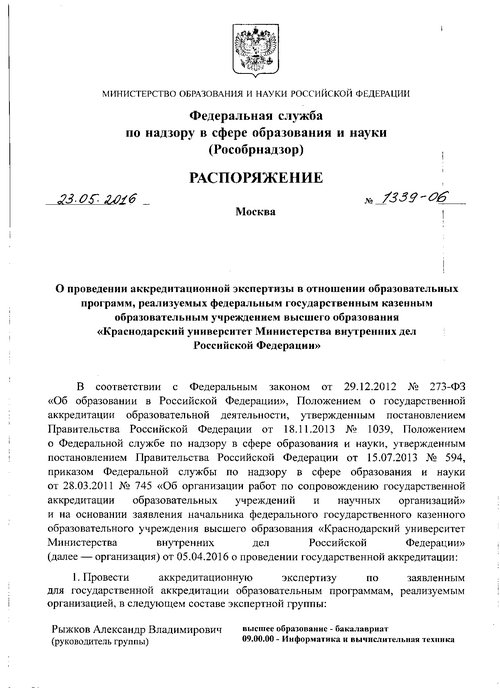 МИНИСТЕРСТВО ОБРАЗОВАНИЯ И НАУКИ РОССИЙСКОЙ ФЕДЕРАЦИИ
Федеральная служба
по надзору в сфере образования и науки
(Рособрнадзор)
РАСПОРЯЖЕНИЕ
23.05.2016 № 1339-06
Москва
О проведении аккредитационной экспертизы в отношении образовательных
программ, реализуемых федеральным государственным казенным
образовательным учреждением высшего образования
«Краснодарский университет Министерства внутренних дел
Российской Федерации»
В соответствии с Федеральным законом от 29.12.2012 № 273-ФЗ
«Об образовании в Российской Федерации», Положением о государственной
аккредитации образовательной деятельности, утвержденным постановлением
Правительства Российской Федерации от 18.11.2013 № 1039, Положением
о Федеральной службе по надзору в сфере образования и науки, утвержденным
постановлением Правительства Российской Федерации от 15.07.2013 № 594,
приказом Федеральной службы по надзору в сфере образования и науки
от 28.03.2011 № 745 «Об организации работ по сопровождению государственной
аккредитации образовательных учреждений и научных организаций»
и на основании заявления начальника федерального государственного казенного
образовательного учреждения высшего образования «Краснодарский университет
Министерства внутренних дел Российской Федерации»
(далее — организация) от 05.04.2016 о проведении государственной аккредитации:
1. Провести аккредитационную экспертизу по заявленным
для государственной аккредитации образовательным программам, реализуемым
организацией, в следующем составе экспертной группы:
Рыжков Александр Владимирович высшее образование - бакалавриат
(руководитель группы) 09.00.00 - Информатика и вычислительная техника